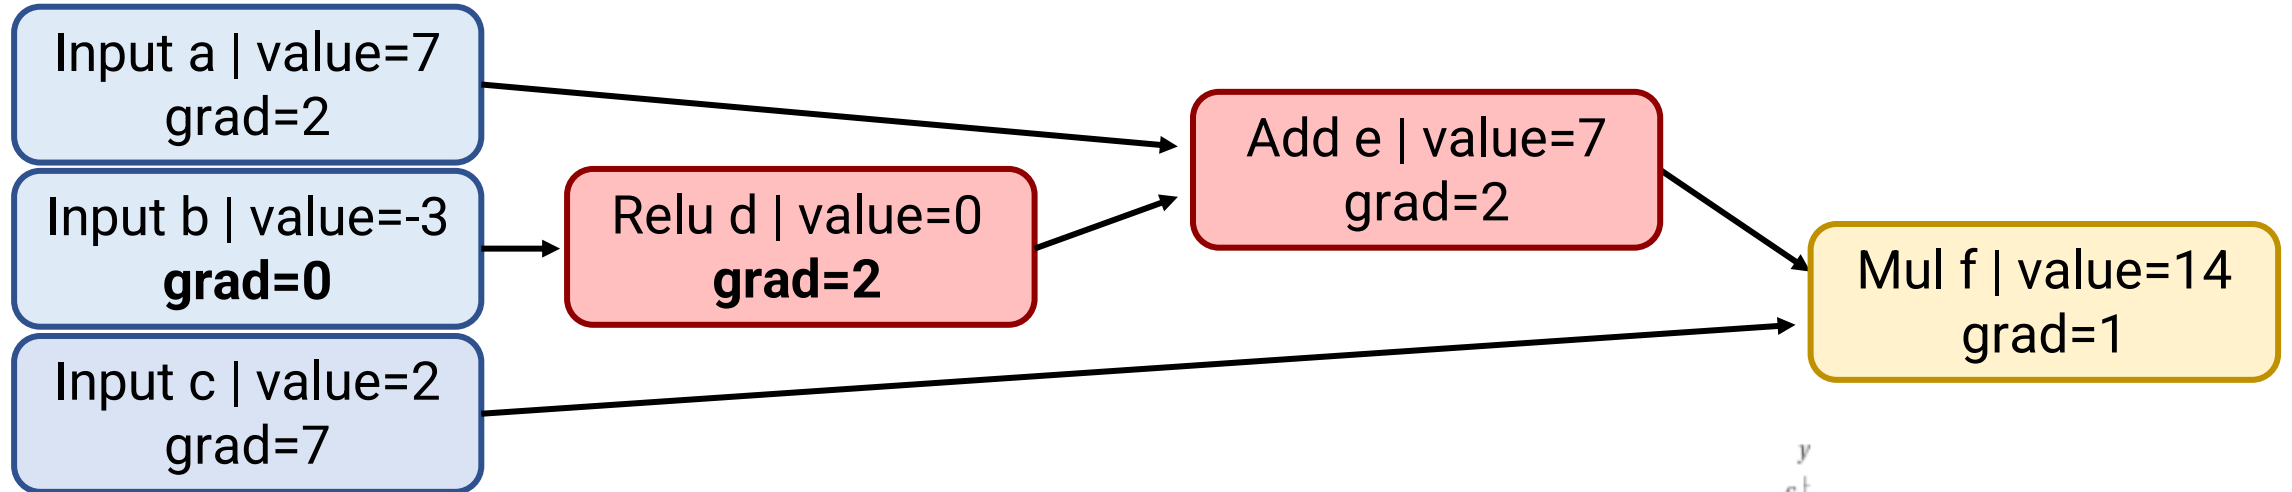 Input a | value=7
grad=2
Input b | value=-3
grad=0
Input c | value=2
grad=7
Relu d | value=0
grad=2
Add e | value=7
grad=2
Mul f | value=14
grad=1
y